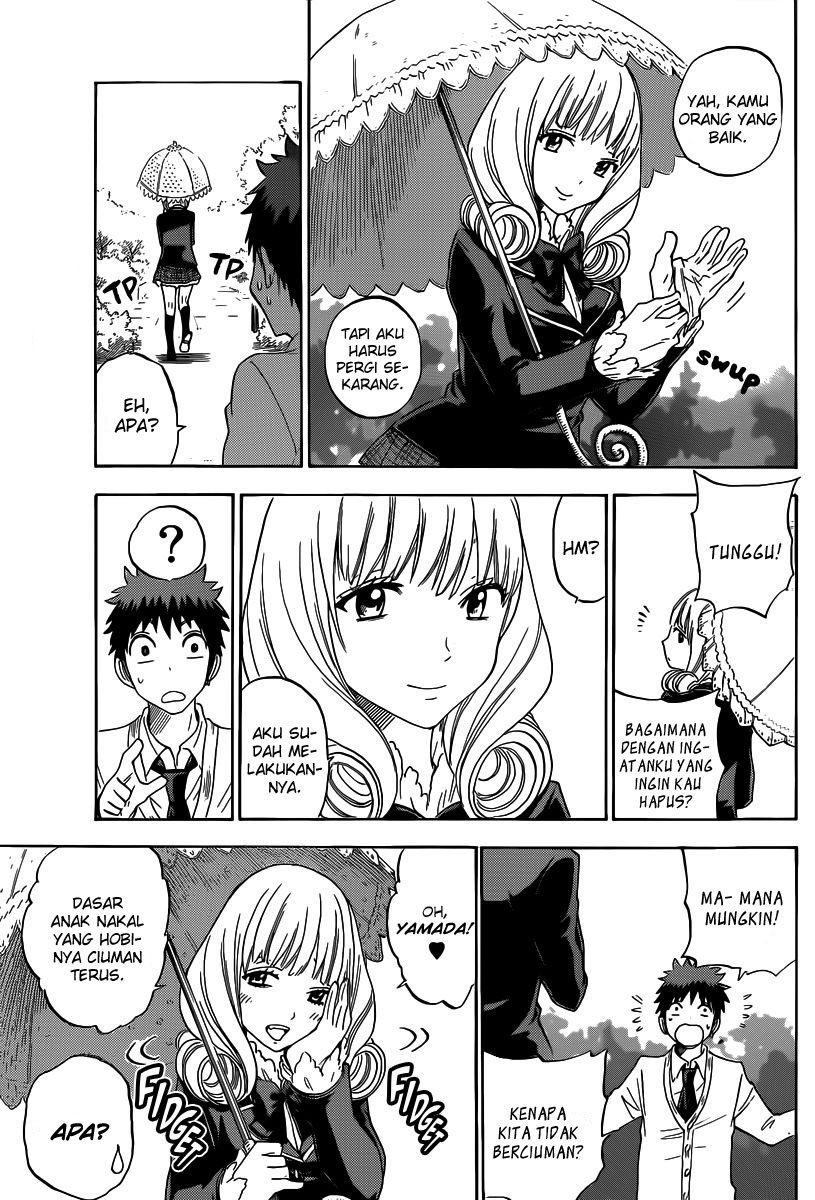 YAH, KAMU
ORANG YANG
BAIK.
TAPI AKU
HARUS
PERGI SE-
KARANG.
SWUP
TP
TP
EH,
APA?
TUNGGU!
BAGAIMANA
DENGAN ING-
ATANKU YANG
INGIN KAU
HAPUS?
HM?
AKU SU-
DAH ME-
LAKUKAN-
NYA.
?
MA- MANA
MUNGKIN!
KENAPA
KITA TIDAK
BERCIUMAN?
OH,
YAMADA!
♥
DASAR
ANAK NAKAL
YANG HOBI-
NYA CIUMAN
TERUS.
FIDGET
FIDGET
APA?